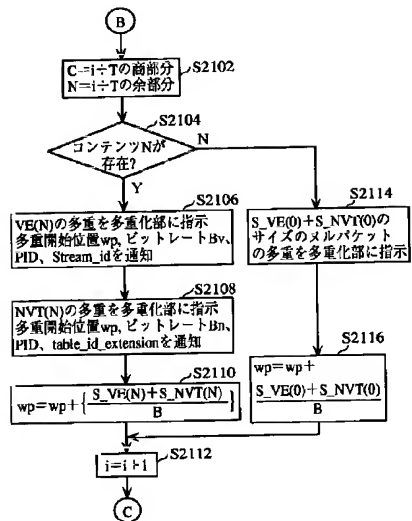 B
S2102
C=i÷Tの商部分
N=i÷Tの余部分
S2104
コンテンツNが
存在?
N
Y
S2106
VE(N)の多重を多重化部に指示
多重開始位置wp, ビットレートBv、
PID、Stream_idを通知
S2114
S_VE(0)+S_NVT(0)の
サイズのヌルパケット
の多重を多重化部に指示
S2108
NVT(N)の多重を多重化部に指示
多重開始位置wp, ビットレートBn、
PID、table_id_extensionを通知
S2110
wp=wp+{S_VE(N)+S_NVT(N)
B}
S2116
wp=wp+
S_VE(0)+S_NVT(0)
B
S2112
i=i+1
C